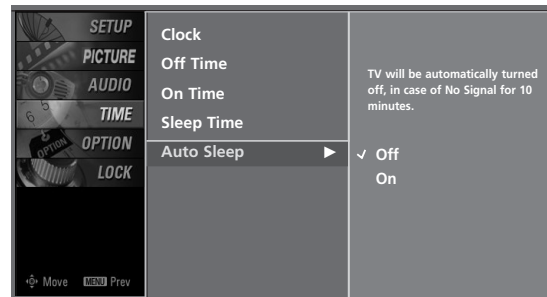 SETUP
PICTURE
AUDIO
TIME
OPTION
LOCK
Move MENU Prev
Clock
Off Time
On Time
Sleep Time
Auto Sleep
TV will be automatically turned
off, in case of No Signal for 10
minutes.
Off
On